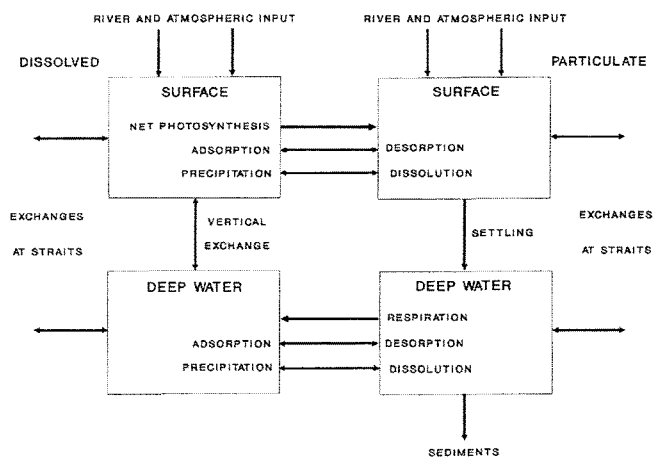 RIVER AND ATMOSPHERIC INPUT
RIVER AND ATMOSPHERIC INPUT
DISSOLVED
PARTICULATE
SURFACE
NET PHOTOSYNTHESIS
ADSORPTION
PRECIPITATION
SURFACE
DESORPTION
DISSOLUTION
EXCHANGES
AT STRAITS
VERTICAL
EXCHANGE
SETTLING
EXCHANGES
AT STRAITS
DEEP WATER
ADSORPTION
PRECIPITATION
DEEP WATER
RESPIRATION
DESORPTION
DISSOLUTION
SEDIMENTS